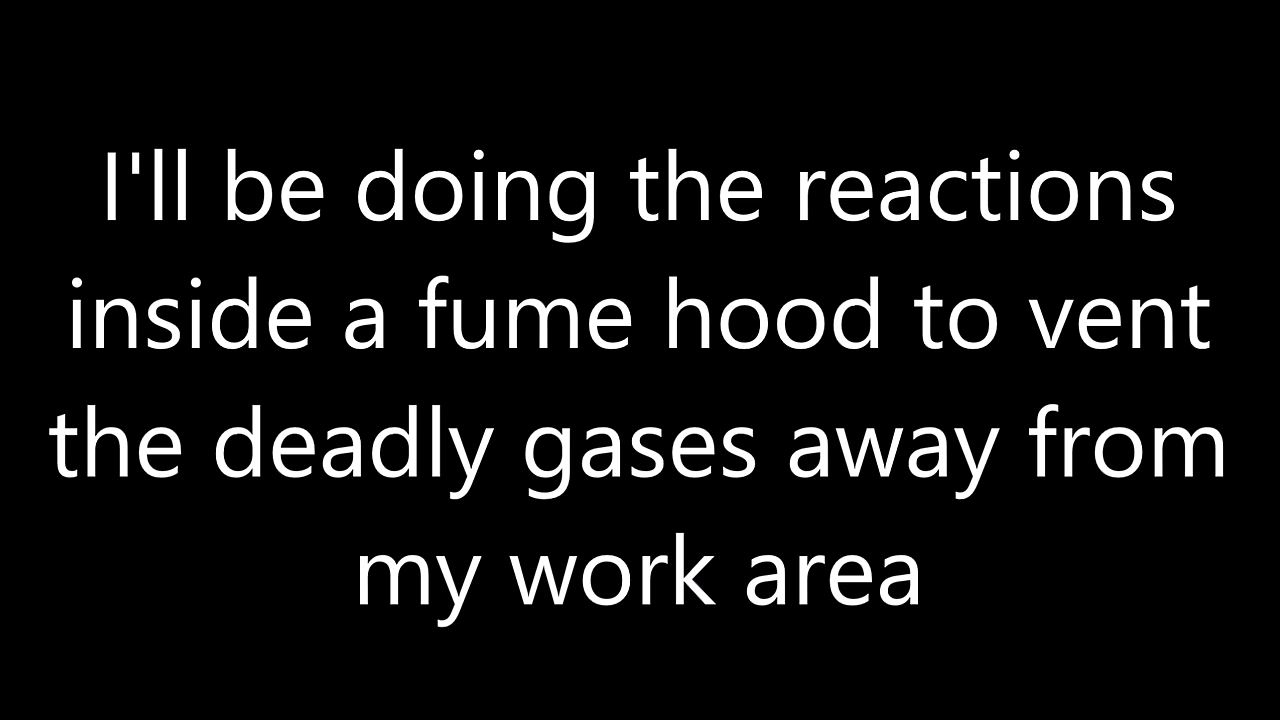 I'll be doing the reactions
inside a fume hood to vent
the deadly gases away from
my work area